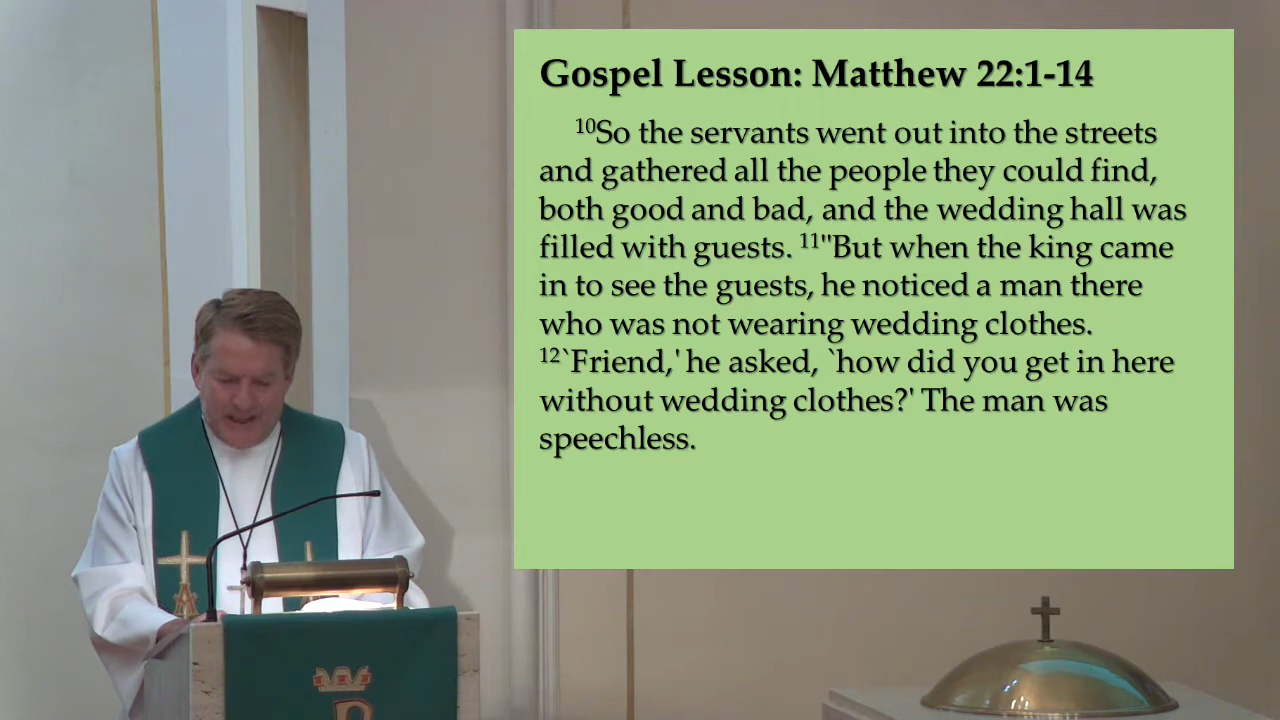 Gospel Lesson: Matthew 22:1-14
¹⁰So the servants went out into the streets
and gathered all the people they could find,
both good and bad, and the wedding hall was
filled with guests. ¹¹"But when the king came
in to see the guests, he noticed a man there
who was not wearing wedding clothes.
¹²`Friend,' he asked, `how did you get in here
without wedding clothes?' The man was
speechless.